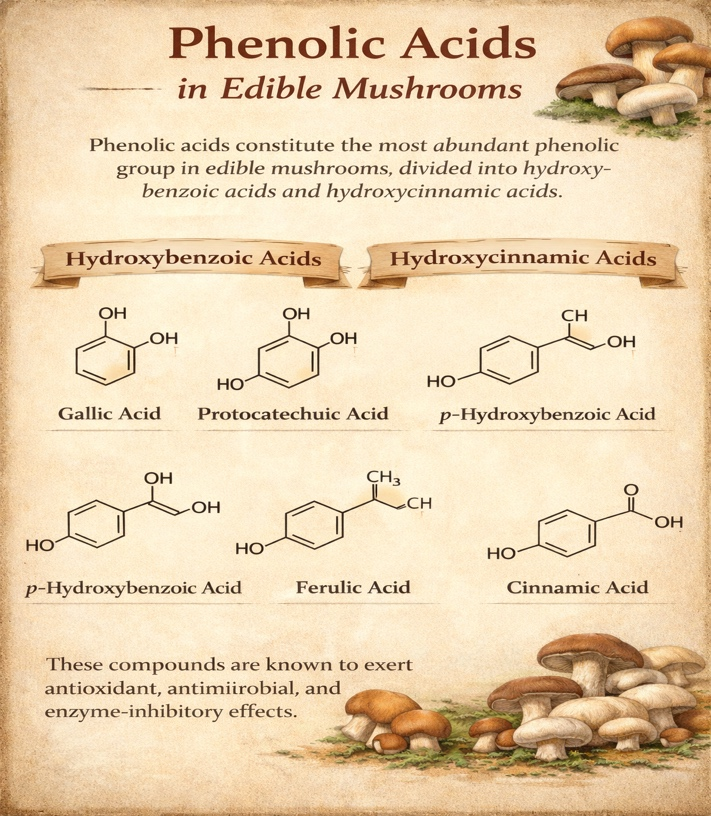 Phenolic Acids
in Edible Mushrooms
Phenolic acids constitute the most abundant phenolic
group in edible mushrooms, divided into hydroxy-
benzoic acids and hydroxycinnamic acids.
Hydroxybenzoic Acids
Hydroxycinnamic Acids
OH
OH
Gallic Acid
OH
OH
HO
Protocatechuic Acid
CH
OH
HO
p-Hydroxybenzoic Acid
OH
OH
HO
p-Hydroxybenzoic Acid
CH3
CH
HO
Ferulic Acid
O
OH
HO
Cinnamic Acid
These compounds are known to exert
antioxidant, antimiirobial, and
enzyme-inhibitory effects.